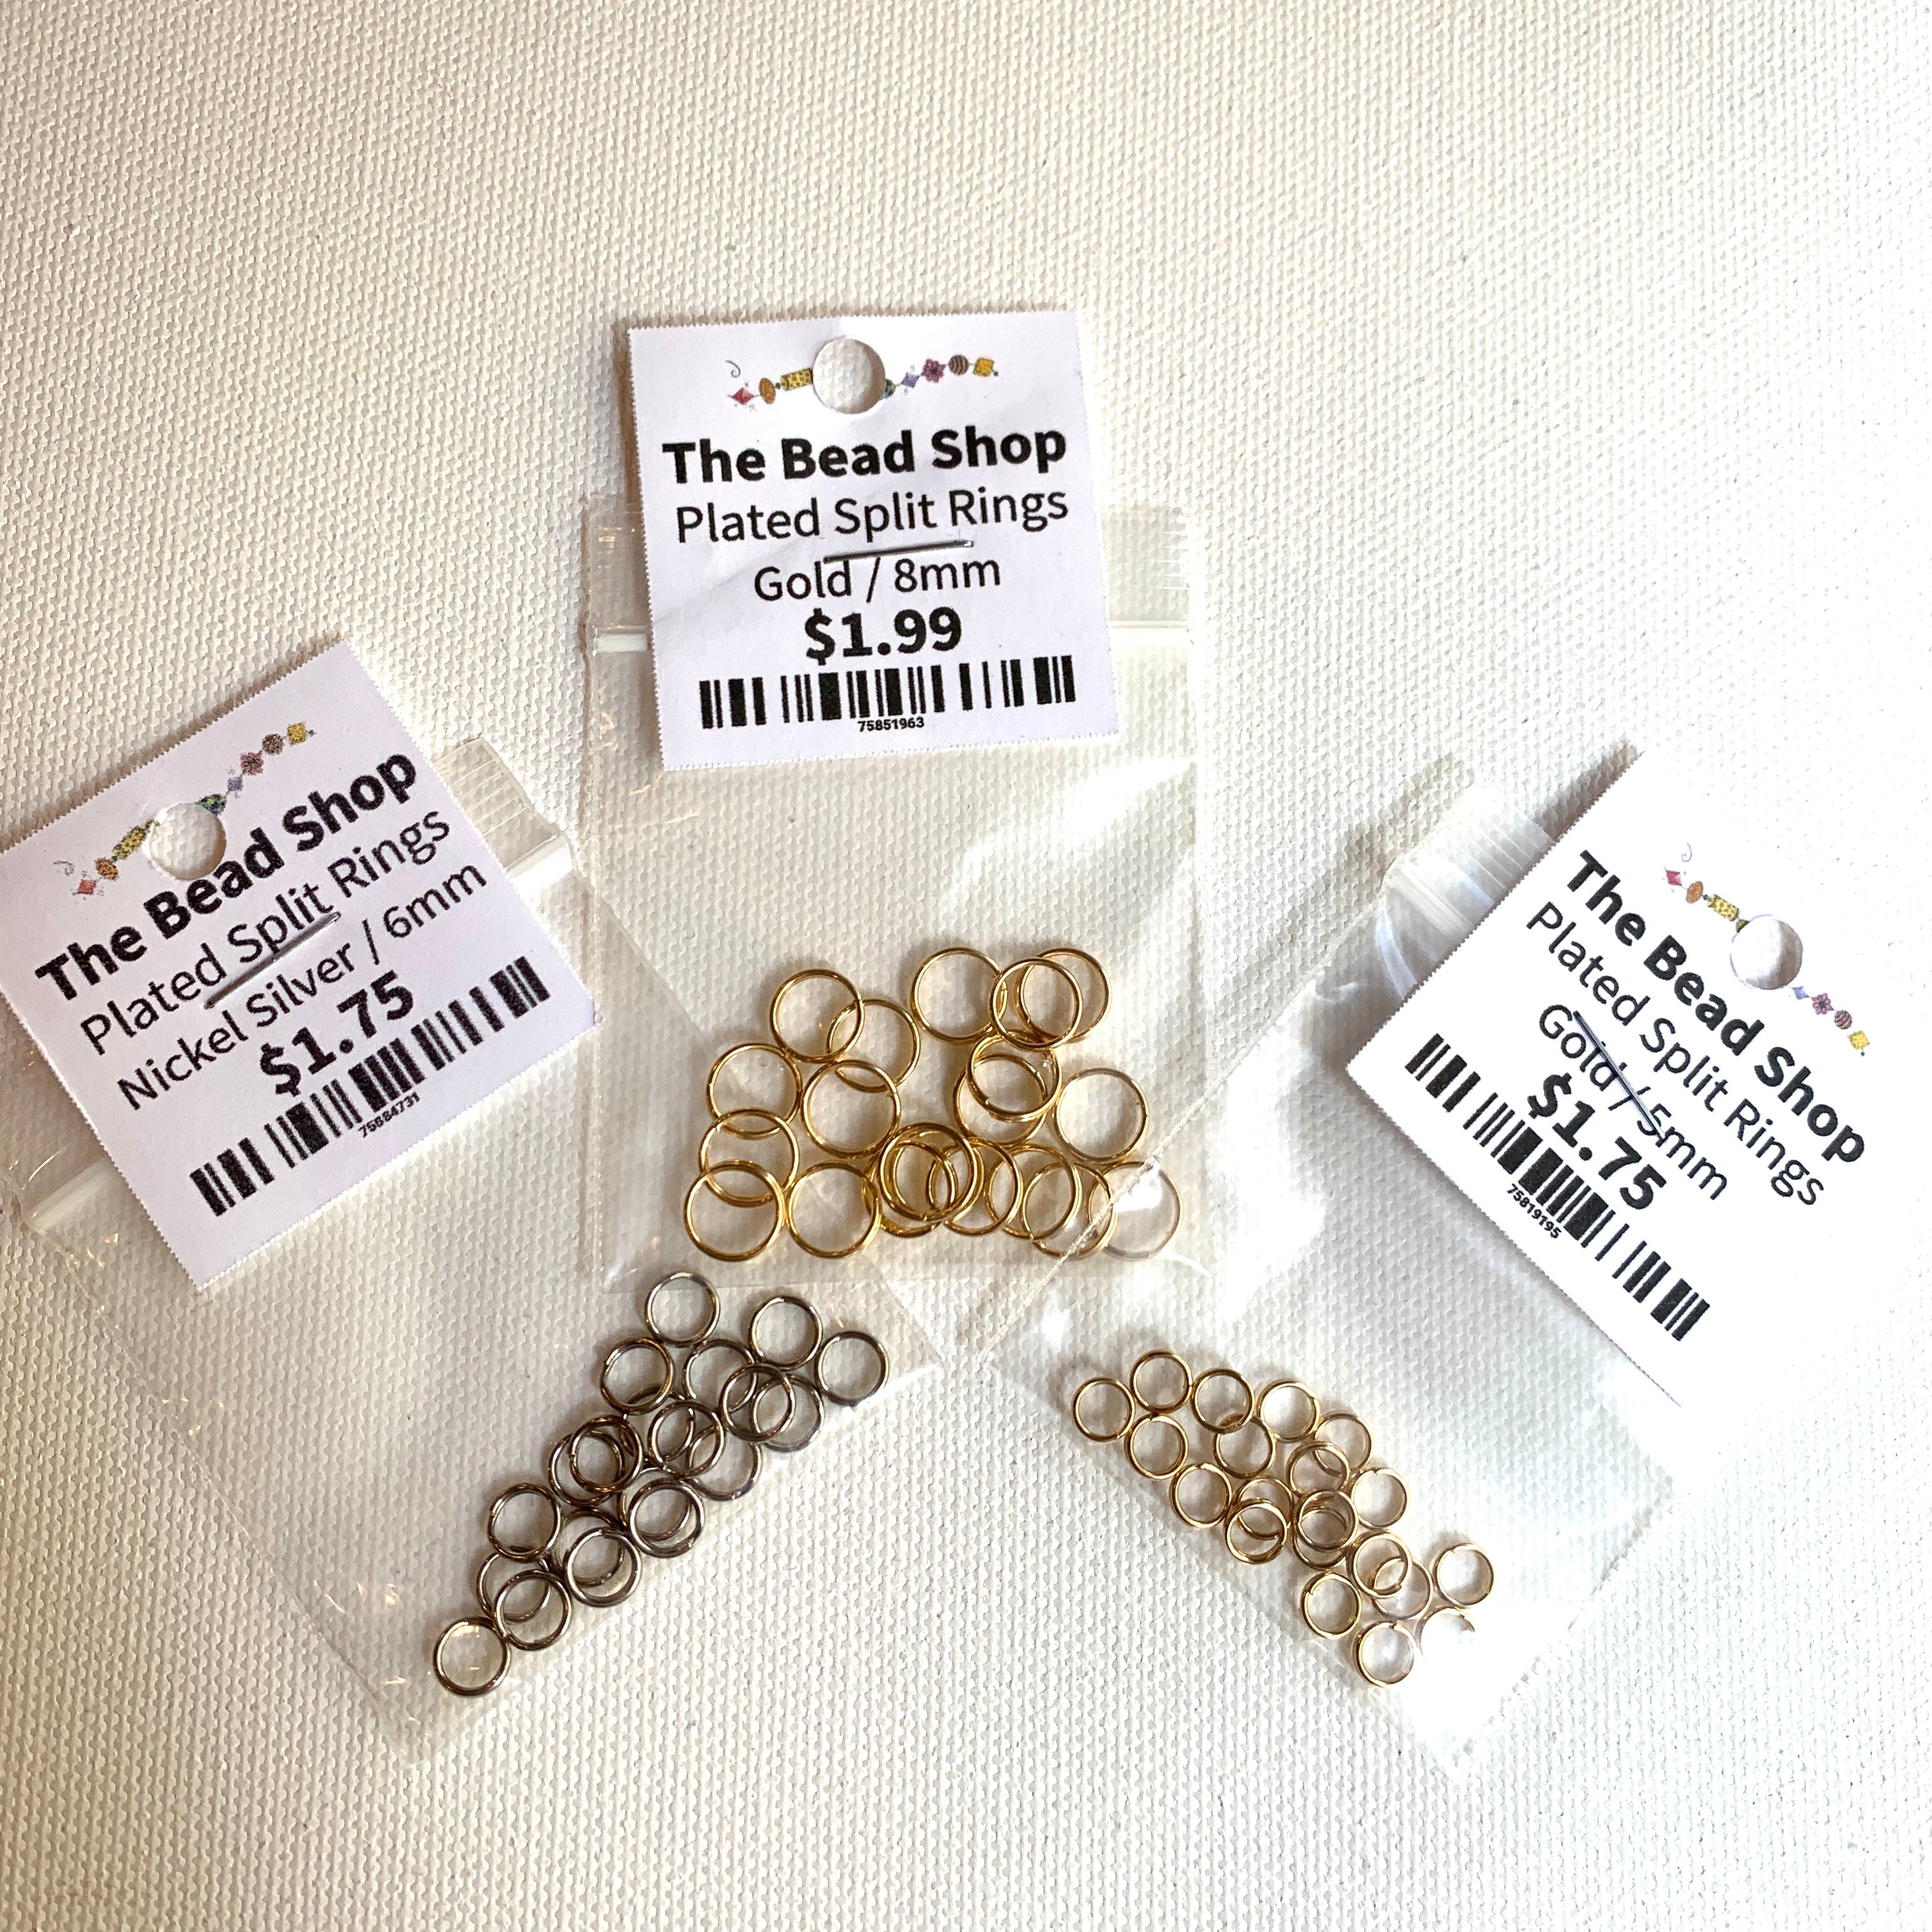 The Bead Shop
Plated Split Rings
Gold / 8mm
$1.99
75851963
The Bead Shop
Plated Split Rings
Nickel Silver / 6mm
$1.75
75884731
The Bead Shop
Plated Split Rings
Gold / 5mm
$1.75
75819195